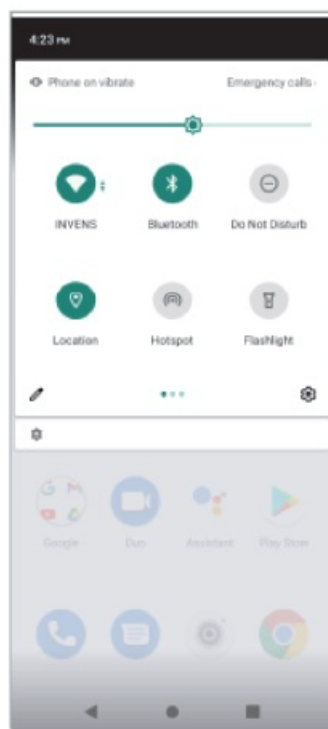 4:23 PM
Phone on vibrate Emergency calls
INVENS Bluetooth Do Not Disturb
Location Hotspot Flashlight
Google Duo Assistant Play Store